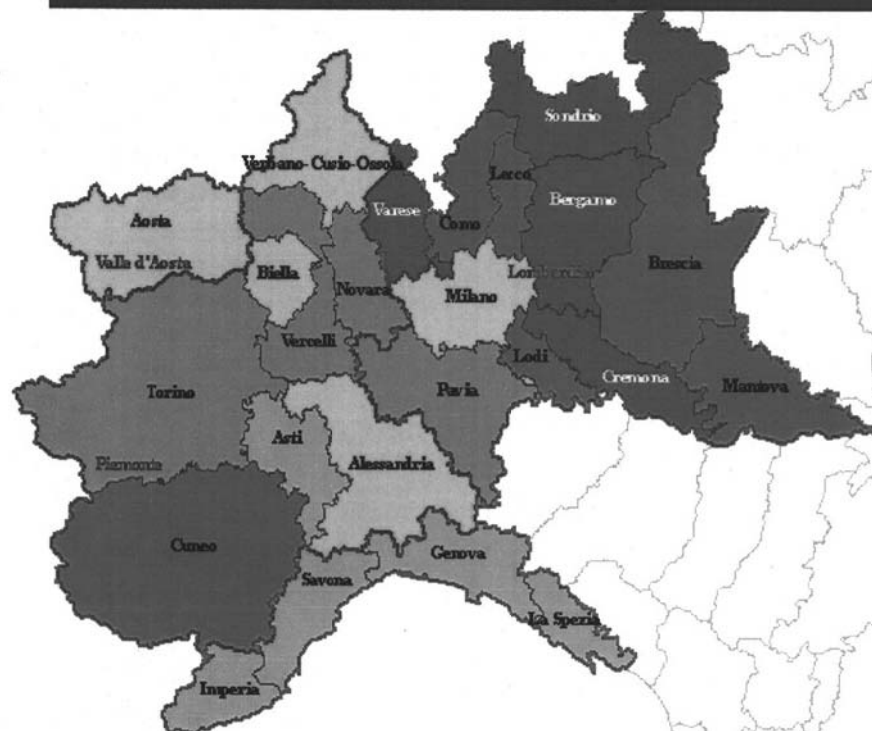 Sondrio
Verbano-Cusio-Ossola
Lecco
Bergamo
Varese
Aosta
Como
Valle d'Aosta
Brescia
Biella
Lombardia
Novara
Milano
Vercelli
Lodi
Cremona
Torino
Pavia
Mantova
Asti
Alessandria
Piemonte
Cuneo
Genova
Savona
La Spezia
Imperia